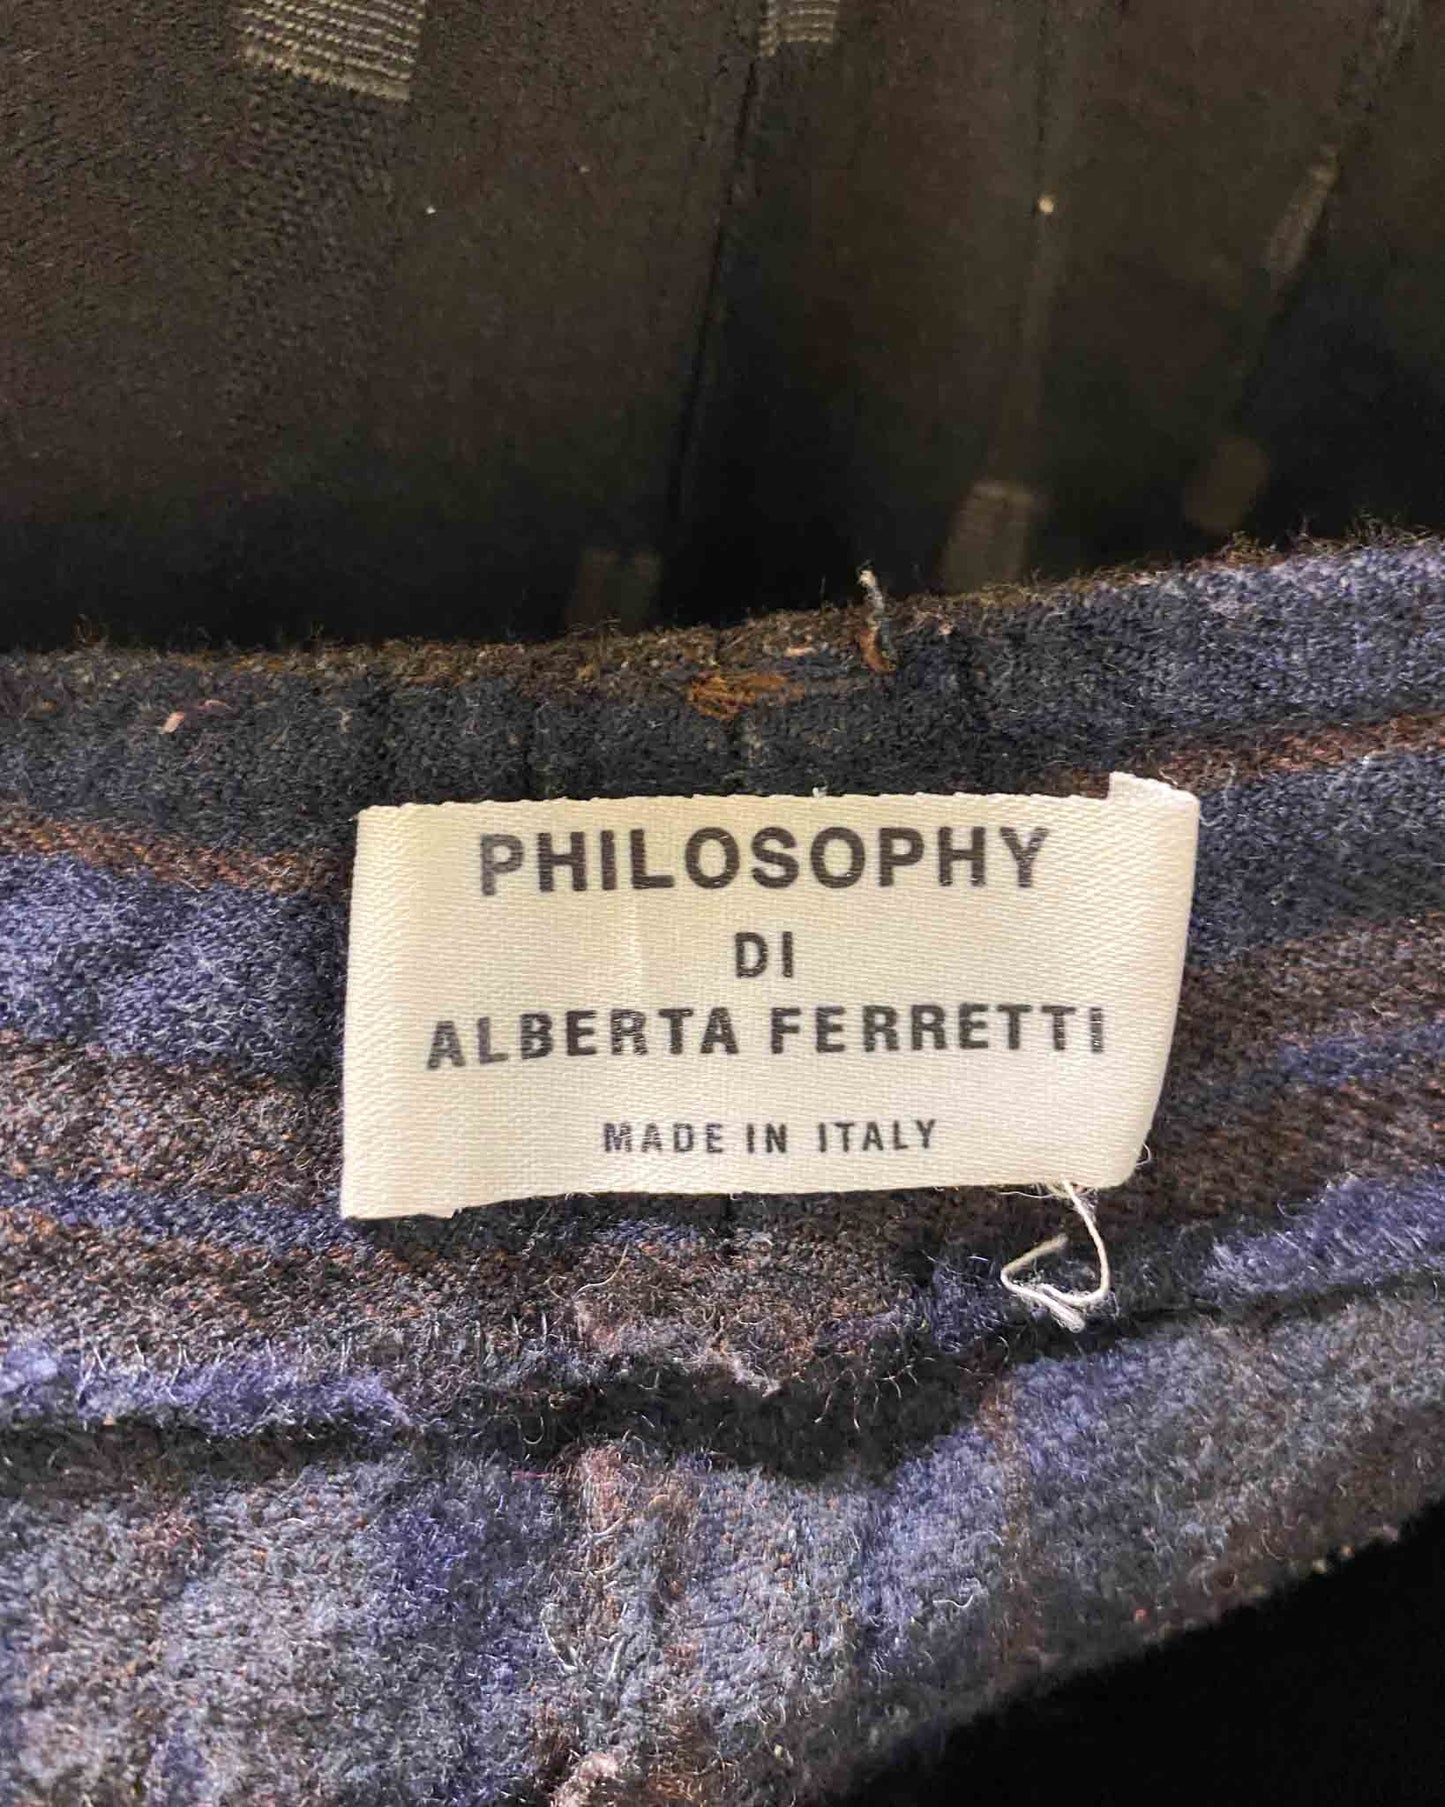 PHILOSOPHY
DI
ALBERTA FERRETTI
MADE IN ITALY